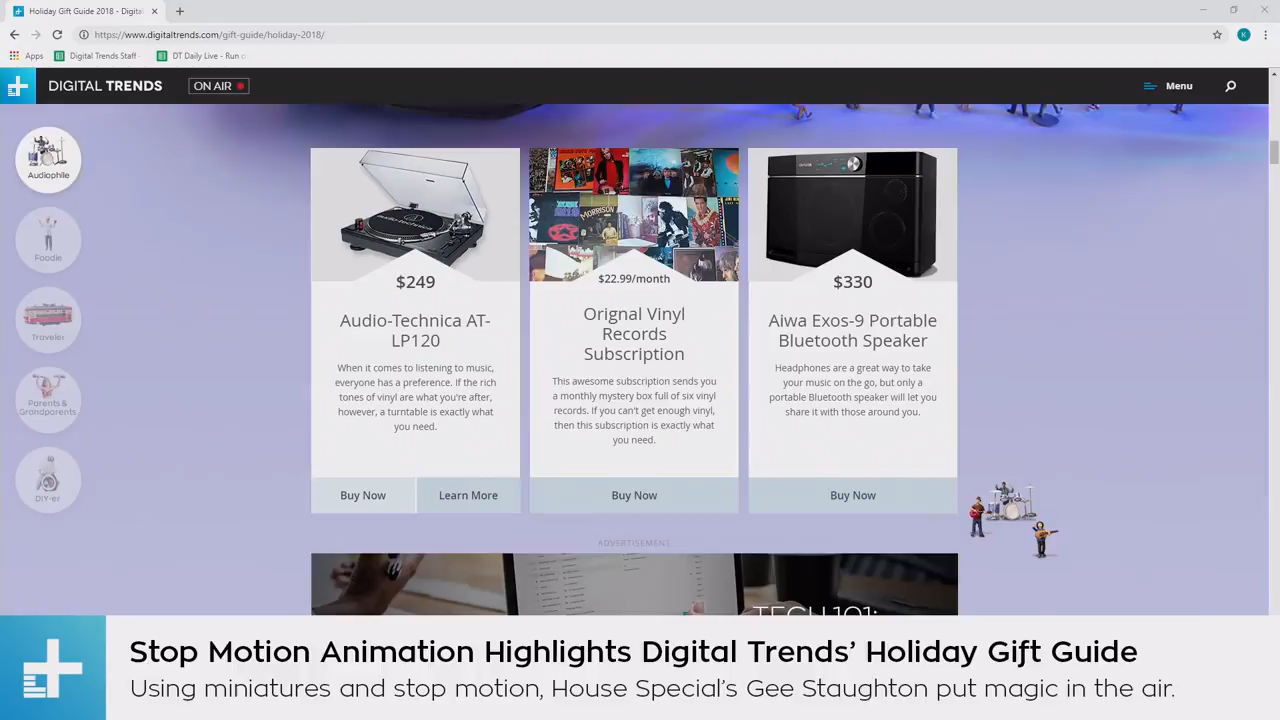 Holiday Gift Guide 2018 - Digita
https://www.digitaltrends.com/gift-guide/holiday-2018/
K
Apps
Digital Trends Staff
DT Daily Live - Run o
DIGITAL TRENDS
ON AIR
Menu
Audiophile
Foodie
Traveler
Parents &
Grandparents
DIY-er
$249
Audio-Technica AT-
LP120
When it comes to listening to music,
everyone has a preference. If the rich
tones of vinyl are what you're after,
however, a turntable is exactly what
you need.
Buy Now
Learn More
MORRISON
$22.99/month
Orignal Vinyl
Records
Subscription
This awesome subscription sends you
a monthly mystery box full of six vinyl
records. If you can't get enough vinyl,
then this subscription is exactly what
you need.
Buy Now
$330
Aiwa Exos-9 Portable
Bluetooth Speaker
Headphones are a great way to take
your music on the go, but only a
portable Bluetooth speaker will let you
share it with those around you.
Buy Now
ADVERTISEMENT
TECH 101:
Stop Motion Animation Highlights Digital Trends' Holiday Gift Guide
Using miniatures and stop motion, House Special's Gee Staughton put magic in the air.